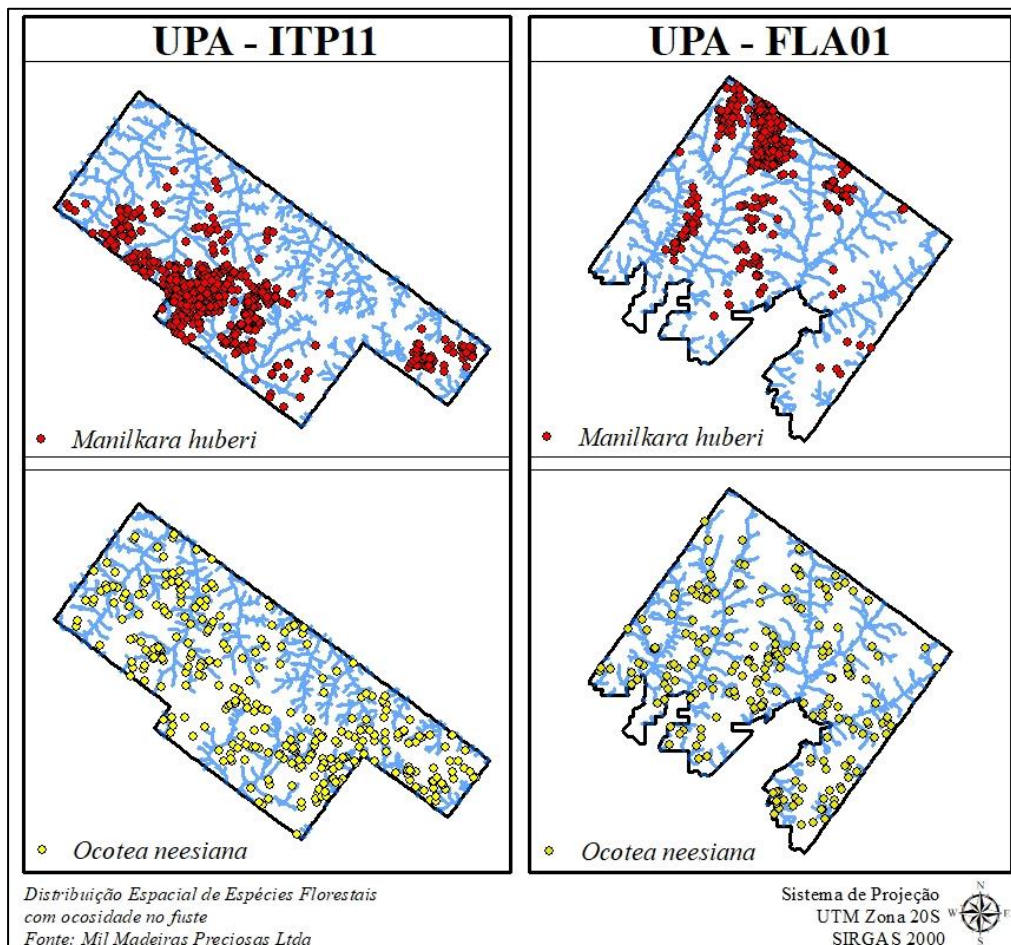 UPA - ITP11
UPA - FLA01
Manilkara huberi
Manilkara huberi
Ocotea neesiana
Ocotea neesiana
Distribuição Espacial de Espécies Florestais
com ocosidade no fuste
Fonte: Mil Madeiras Preciosas Ltda
Sistema de Projeção
UTM Zona 20S
SIRGAS 2000
N
W E
S